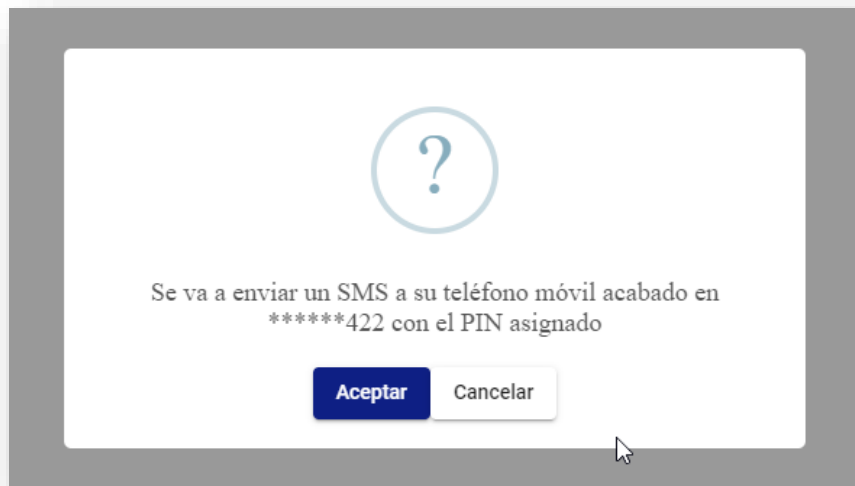 ?
Se va a enviar un SMS a su teléfono móvil acabado en
******422 con el PIN asignado
Aceptar Cancelar